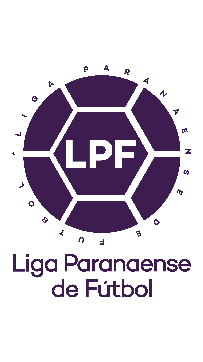 LIGA PARANAENSE DE FUTBOL
LPF
Liga Paranaense
de Fútbol